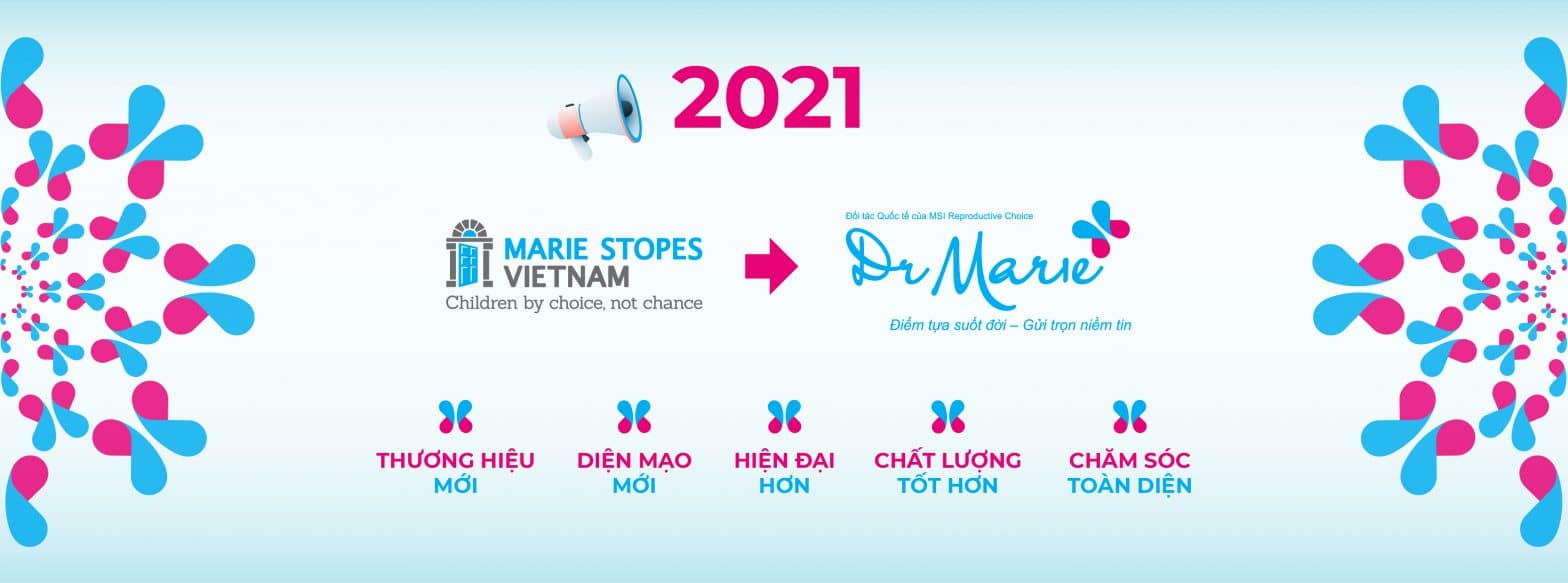 2021
MARIE STOPES
VIETNAM
Children by choice, not chance
Đối tác Quốc tế của MSI Reproductive Choice
Dr Marie
Điểm tựa suốt đời – Gửi trọn niềm tin
THƯƠNG HIỆU
MỚI
DIỆN MẠO
MỚI
HIỆN ĐẠI
HƠN
CHẤT LƯỢNG
TỐT HƠN
CHĂM SÓC
TOÀN DIỆN